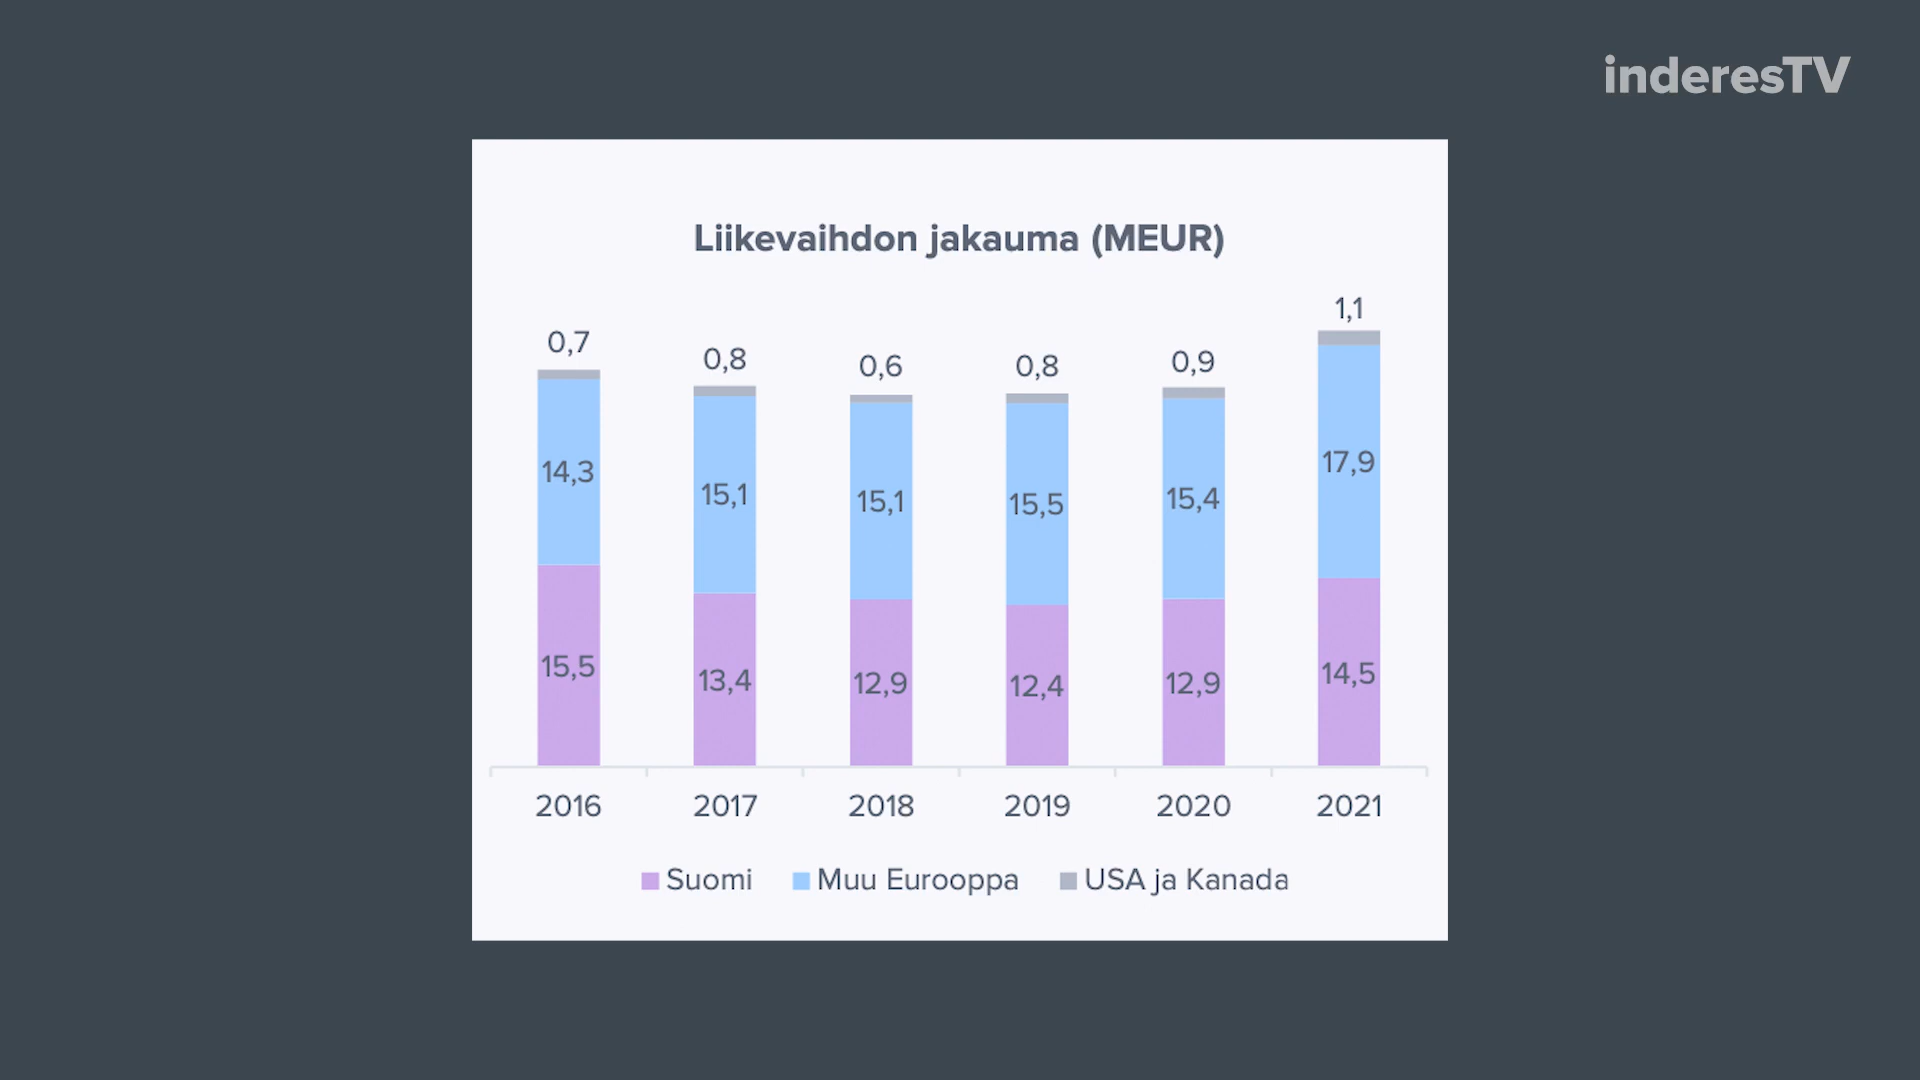 inderesTV
Liikevaihdon jakauma (MEUR)
0,7 0,8 0,6 0,8 0,9 1,1
14,3 15,1 15,1 15,5 15,4 17,9
15,5 13,4 12,9 12,4 12,9 14,5
2016 2017 2018 2019 2020 2021
Suomi Muu Eurooppa USA ja Kanada